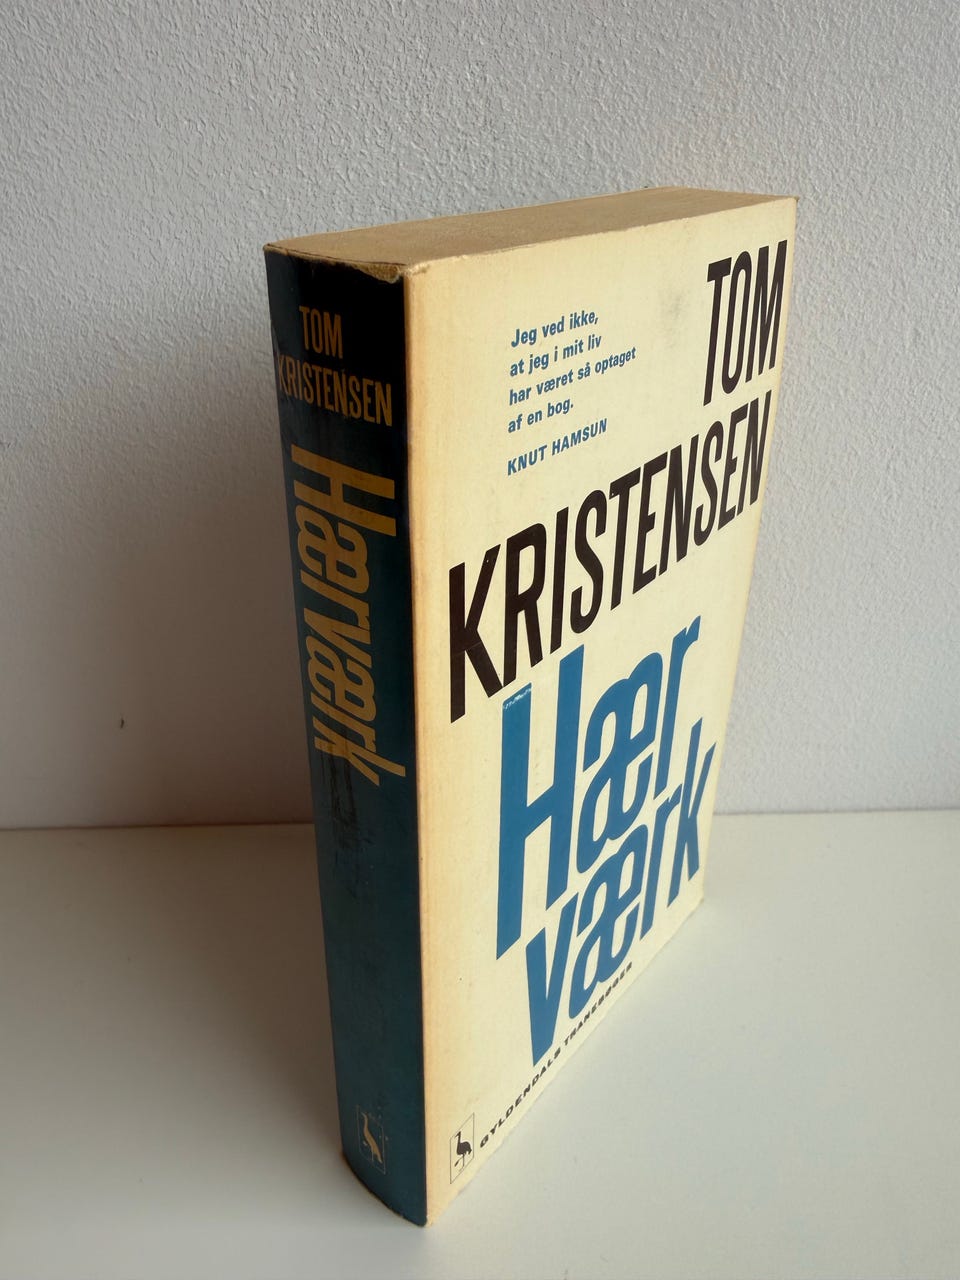 TOM
KRISTENSEN
Hærværk
Jeg ved ikke,
at jeg i mit liv
har været så optaget
af en bog.
KNUT HAMSUN
TOM
KRISTENSEN
Hær
værk
GYLDENDALS TRANEBØGER